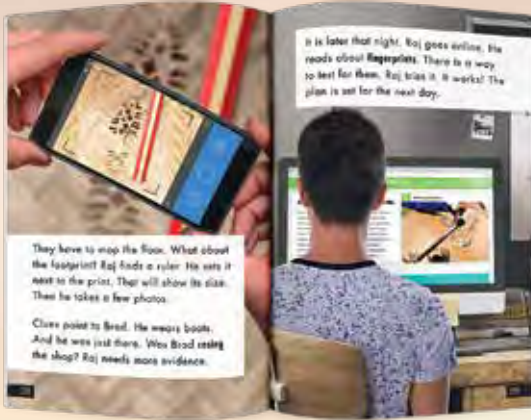 They have to mop the floor. What about
the footprint? Raj finds a ruler. He sets it
next to the print. That will show its size.
Then he takes a few photos.
Clues point to Brad. He wears boots.
And he was just there. Was Brad casing
the shop? Raj needs more evidence.
It is later that night. Raj goes online. He
reads about fingerprints. There is a way
to test for them. Raj tries it. It works! The
plan is set for the next day.